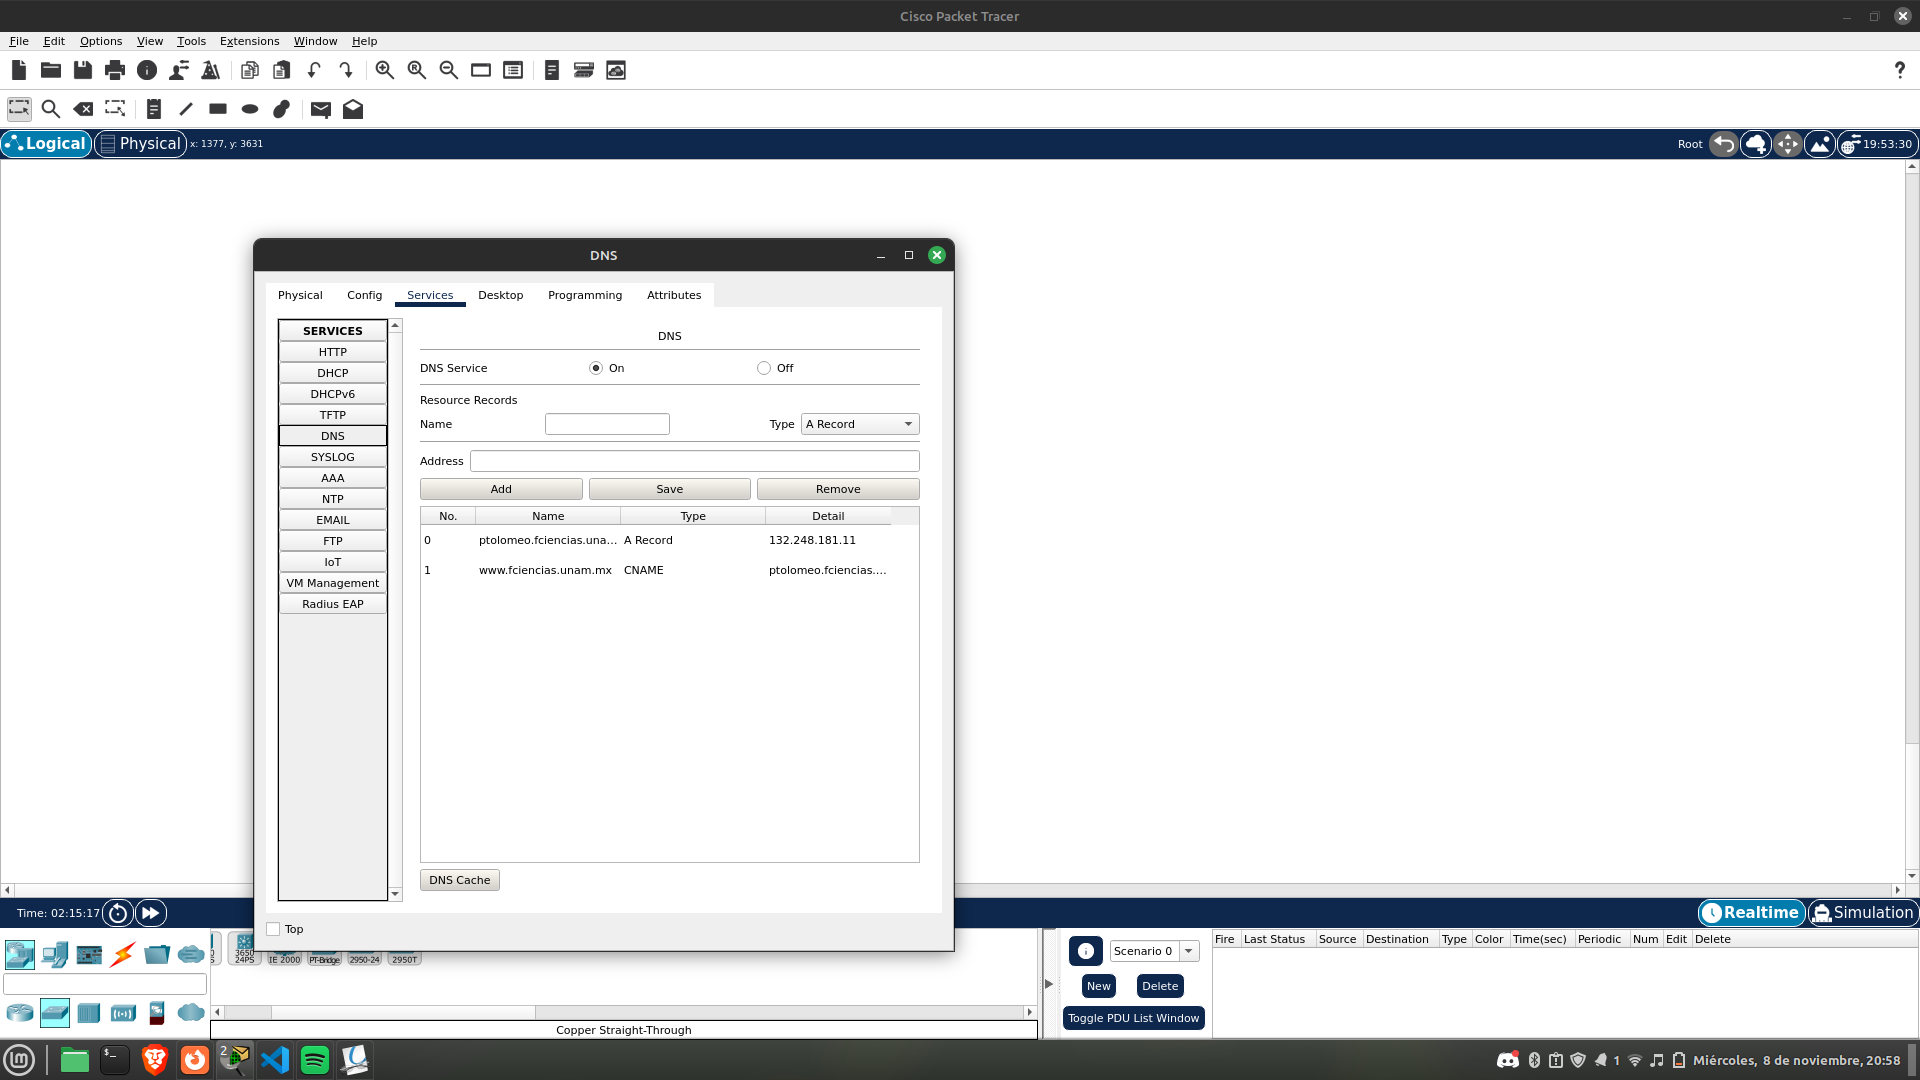 Cisco Packet Tracer
File Edit Options View Tools Extensions Window Help
Logical Physical x: 1377, y: 3631 Root 19:53:30
DNS
Physical Config Services Desktop Programming Attributes
SERVICES
HTTP
DHCP
DHCPv6
TFTP
DNS
SYSLOG
AAA
NTP
EMAIL
FTP
IoT
VM Management
Radius EAP
DNS
DNS Service On Off
Resource Records
Name Type A Record
Address
Add Save Remove
No. Name Type Detail
0 ptolomeo.fciencias.una... A Record 132.248.181.11
1 www.fciencias.unam.mx CNAME ptolomeo.fciencias....
DNS Cache
Top
Time: 02:15:17 Realtime Simulation
3650 24PS IE 2000 PT-Bridge 2950-24 2950T
Copper Straight-Through
Scenario 0
New Delete
Toggle PDU List Window
Fire Last Status Source Destination Type Color Time(sec) Periodic Num Edit Delete
2 1 Miércoles, 8 de noviembre, 20:58